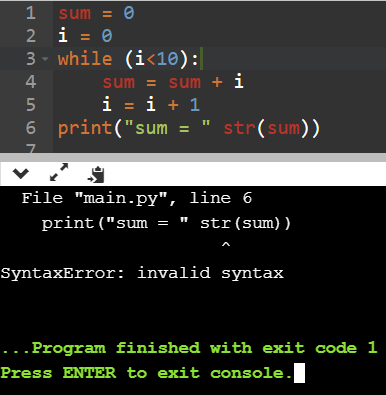 1 sum = 0
2 i = 0
3 while (i<10):
4     sum = sum + i
5     i = i + 1
6 print("sum = " str(sum))
7
  File "main.py", line 6
    print("sum = " str(sum))
                     ^
SyntaxError: invalid syntax
...Program finished with exit code 1
Press ENTER to exit console.